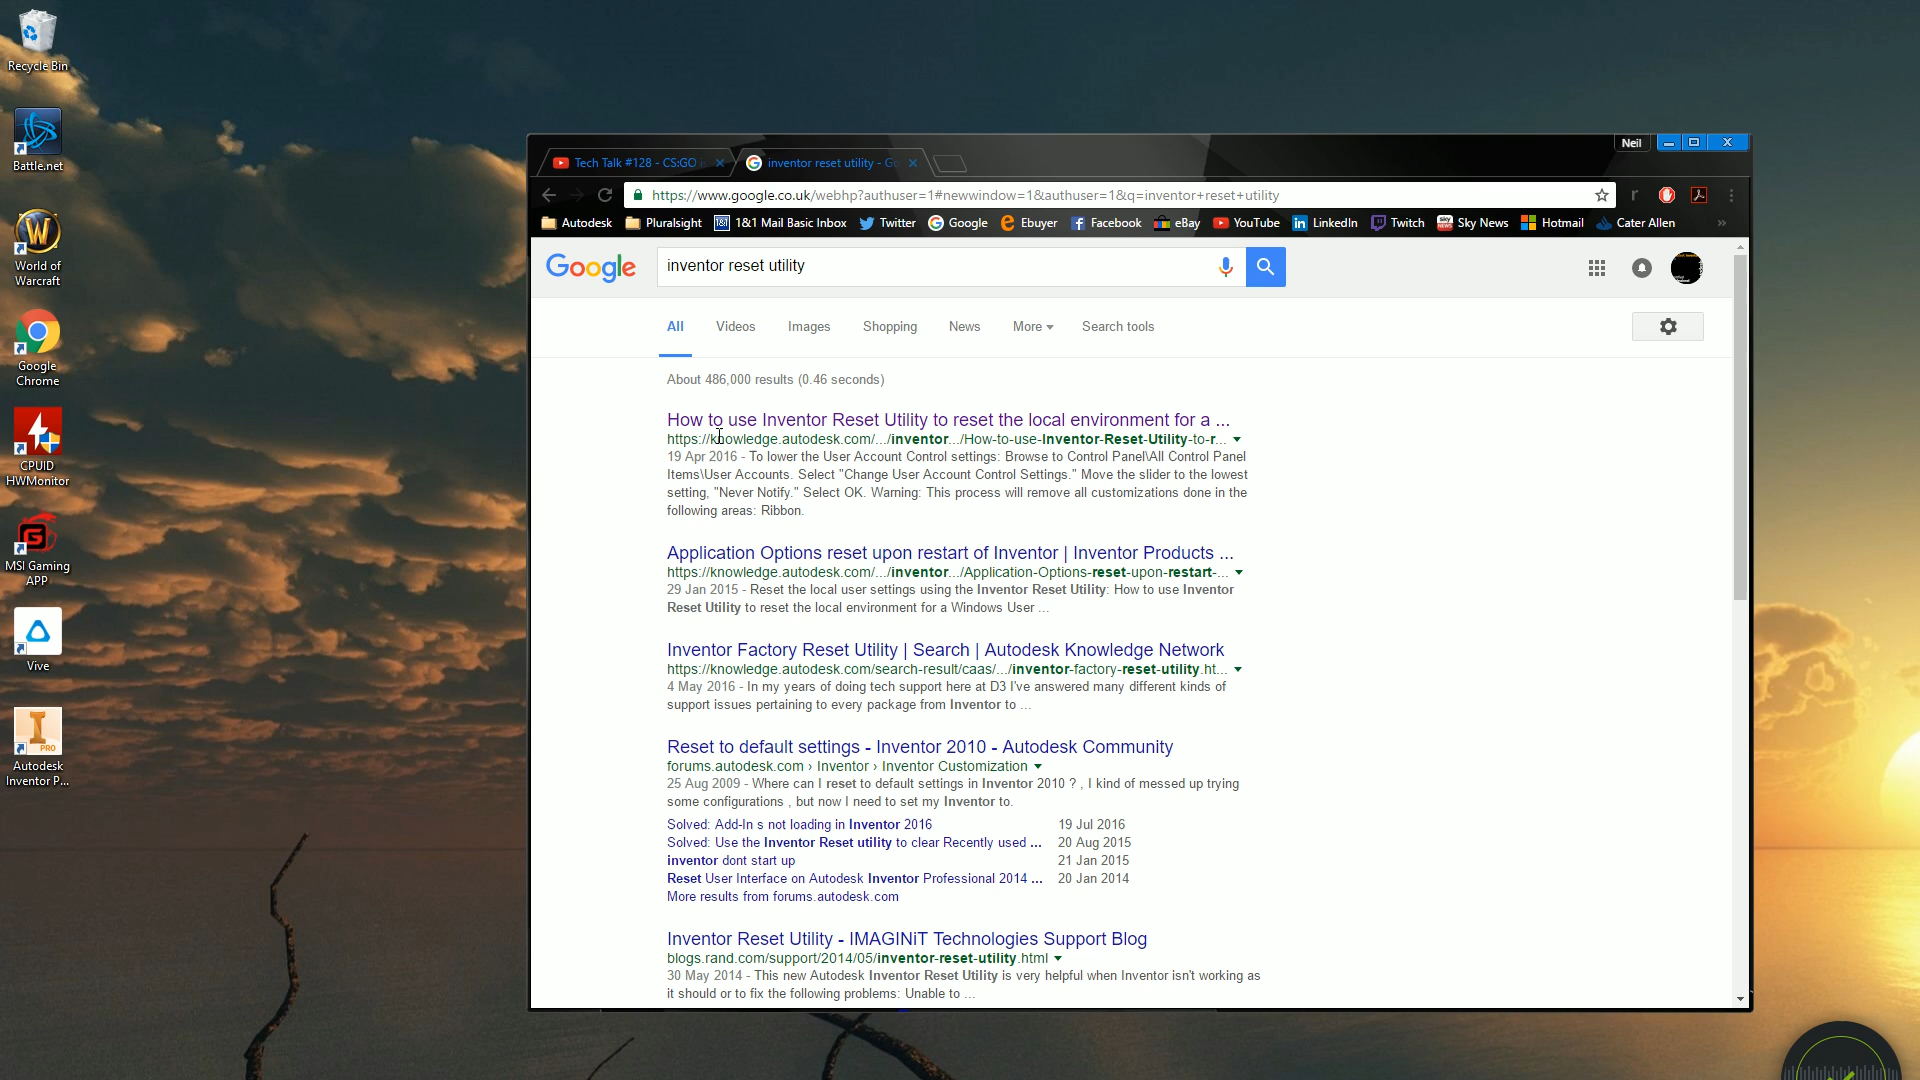 Recycle Bin
Battle.net
World of
Warcraft
Google
Chrome
CPUID
HWMonitor
MSI Gaming
APP
Vive
PRO
Autodesk
Inventor P...
Neil
Tech Talk #128 - CS:GO
inventor reset utility - G
https://www.google.co.uk/webhp?authuser=1#newwindow=1&authuser=1&q=inventor+reset+utility
Autodesk Pluralsight 1&1 Mail Basic Inbox Twitter Google Ebuyer Facebook eBay YouTube LinkedIn Twitch Sky News Hotmail Cater Allen »
Google inventor reset utility
All Videos Images Shopping News More Search tools
About 486,000 results (0.46 seconds)
How to use Inventor Reset Utility to reset the local environment for a ...
https://knowledge.autodesk.com/.../inventor.../How-to-use-Inventor-Reset-Utility-to-r...
19 Apr 2016 - To lower the User Account Control settings: Browse to Control Panel\All Control Panel
Items\User Accounts. Select "Change User Account Control Settings." Move the slider to the lowest
setting, "Never Notify." Select OK. Warning: This process will remove all customizations done in the
following areas: Ribbon.
Application Options reset upon restart of Inventor | Inventor Products ...
https://knowledge.autodesk.com/.../inventor.../Application-Options-reset-upon-restart-...
29 Jan 2015 - Reset the local user settings using the Inventor Reset Utility: How to use Inventor
Reset Utility to reset the local environment for a Windows User ...
Inventor Factory Reset Utility | Search | Autodesk Knowledge Network
https://knowledge.autodesk.com/search-result/caas/.../inventor-factory-reset-utility.ht...
4 May 2016 - In my years of doing tech support here at D3 I've answered many different kinds of
support issues pertaining to every package from Inventor to ...
Reset to default settings - Inventor 2010 - Autodesk Community
forums.autodesk.com › Inventor › Inventor Customization
25 Aug 2009 - Where can I reset to default settings in Inventor 2010 ? , I kind of messed up trying
some configurations , but now I need to set my Inventor to.
Solved: Add-In s not loading in Inventor 2016 19 Jul 2016
Solved: Use the Inventor Reset utility to clear Recently used ... 20 Aug 2015
inventor dont start up 21 Jan 2015
Reset User Interface on Autodesk Inventor Professional 2014 ... 20 Jan 2014
More results from forums.autodesk.com
Inventor Reset Utility - IMAGINiT Technologies Support Blog
blogs.rand.com/support/2014/05/inventor-reset-utility.html
30 May 2014 - This new Autodesk Inventor Reset Utility is very helpful when Inventor isn't working as
it should or to fix the following problems: Unable to ...